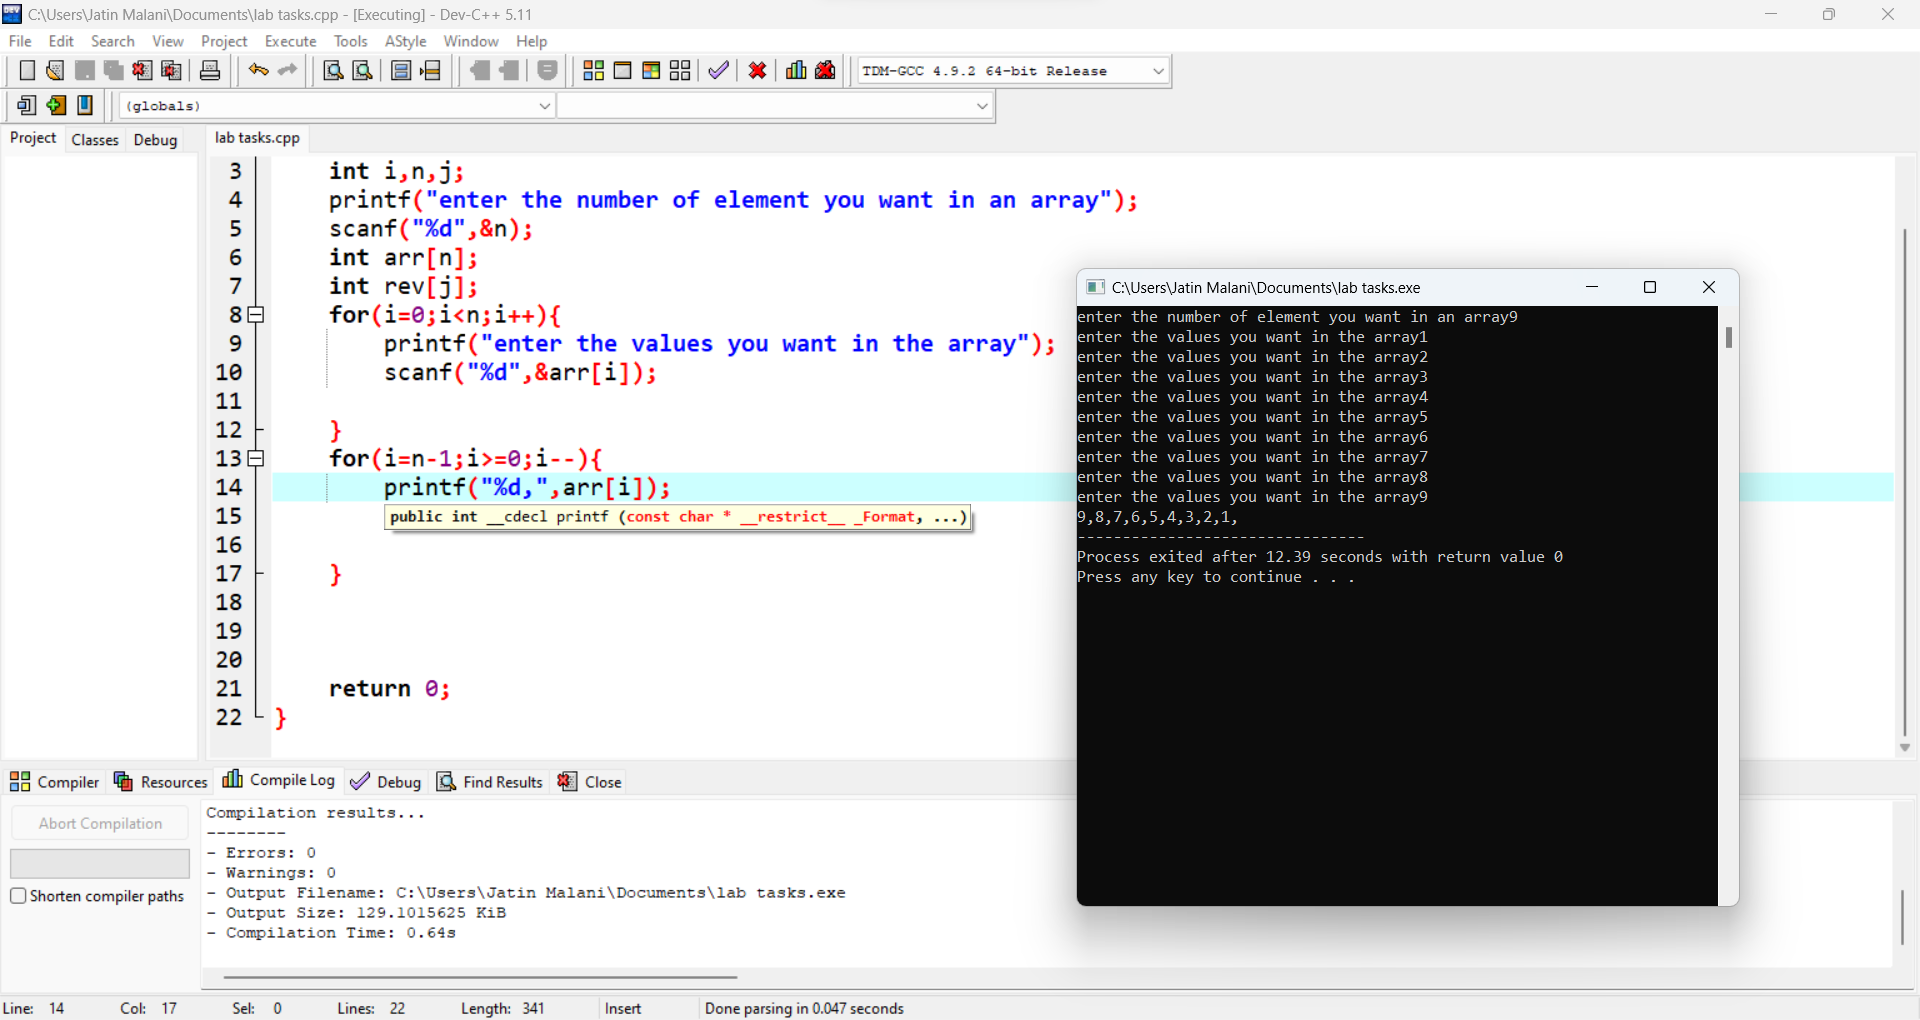 C:\Users\Jatin Malani\Documents\lab tasks.cpp - [Executing] - Dev-C++ 5.11
File Edit Search View Project Execute Tools AStyle Window Help
TDM-GCC 4.9.2 64-bit Release
(globals)
Project Classes Debug
lab tasks.cpp
3 int i,n,j;
4 printf("enter the number of element you want in an array");
5 scanf("%d",&n);
6 int arr[n];
7 int rev[j];
8 for(i=0;i<n;i++){
9 printf("enter the values you want in the array");
10 scanf("%d",&arr[i]);
11
12 }
13 for(i=n-1;i>=0;i--){
14 printf("%d,",arr[i]);
15
public int __cdecl printf (const char * __restrict__ _Format, ...)
16
17 }
18
19
20
21 return 0;
22 }
C:\Users\Jatin Malani\Documents\lab tasks.exe
enter the number of element you want in an array9
enter the values you want in the array1
enter the values you want in the array2
enter the values you want in the array3
enter the values you want in the array4
enter the values you want in the array5
enter the values you want in the array6
enter the values you want in the array7
enter the values you want in the array8
enter the values you want in the array9
9,8,7,6,5,4,3,2,1,
--------------------------------
Process exited after 12.39 seconds with return value 0
Press any key to continue . . .
Compiler Resources Compile Log Debug Find Results Close
Abort Compilation
Shorten compiler paths
Compilation results...
--------
- Errors: 0
- Warnings: 0
- Output Filename: C:\Users\Jatin Malani\Documents\lab tasks.exe
- Output Size: 129.1015625 KiB
- Compilation Time: 0.64s
Line: 14 Col: 17 Sel: 0 Lines: 22 Length: 341 Insert Done parsing in 0.047 seconds